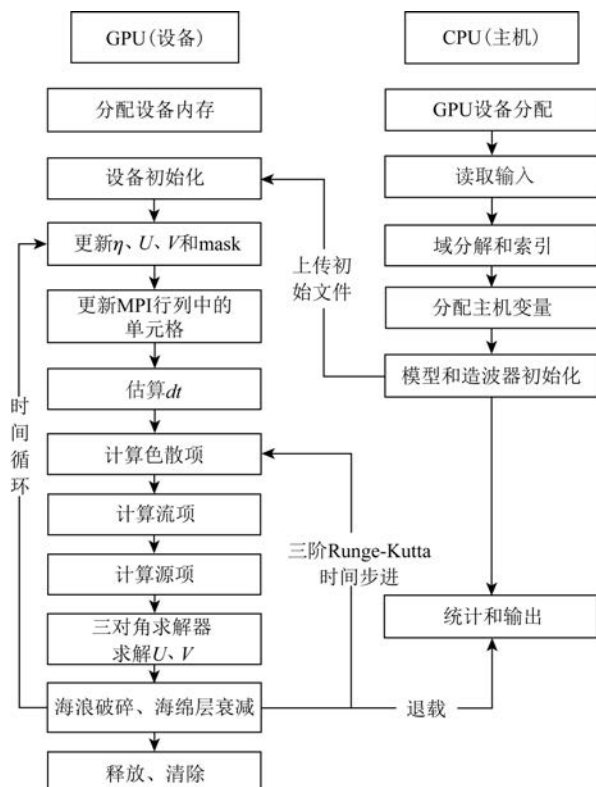 GPU(设备)
CPU(主机)
分配设备内存
GPU设备分配
设备初始化
读取输入
更新η、U、V和mask
域分解和索引
上传初
始文件
更新MPI行列中的
单元格
分配主机变量
估算dt
模型和造波器初始化
时间循环
计算色散项
计算流项
三阶Runge-Kutta
时间步进
计算源项
统计和输出
三对角求解器
求解U、V
海浪破碎、海绵层衰减
退载
释放、清除